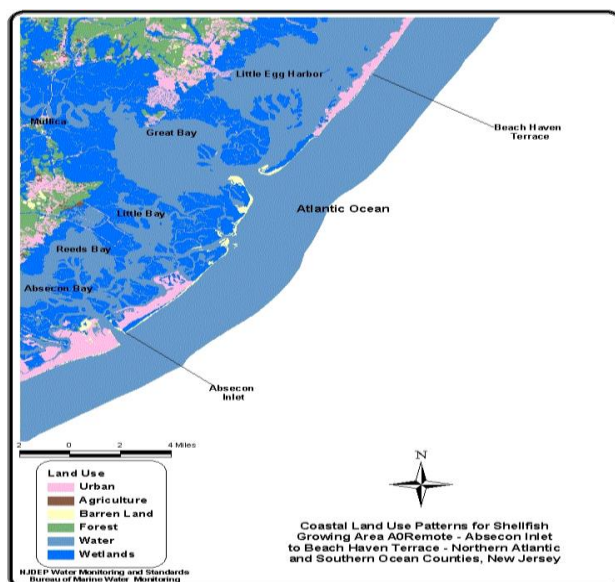 Little Egg Harbor
Mullica
Great Bay
Beach Haven
Terrace
Atlantic Ocean
Little Bay
Reeds Bay
Absecon Bay
Absecon
Inlet
2 0 2 4 Miles
N
Land Use
Urban
Agriculture
Barren Land
Forest
Water
Wetlands
Coastal Land Use Patterns for Shellfish
Growing Area A0Remote - Absecon Inlet
to Beach Haven Terrace - Northern Atlantic
and Southern Ocean Counties, New Jersey
NJDEP Water Monitoring and Standards
Bureau of Marine Water Monitoring